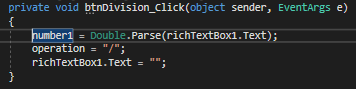 private void btnDivision_Click(object sender, EventArgs e)
{
number1 = Double.Parse(richTextBox1.Text);
operation = "/";
richTextBox1.Text = "";
}